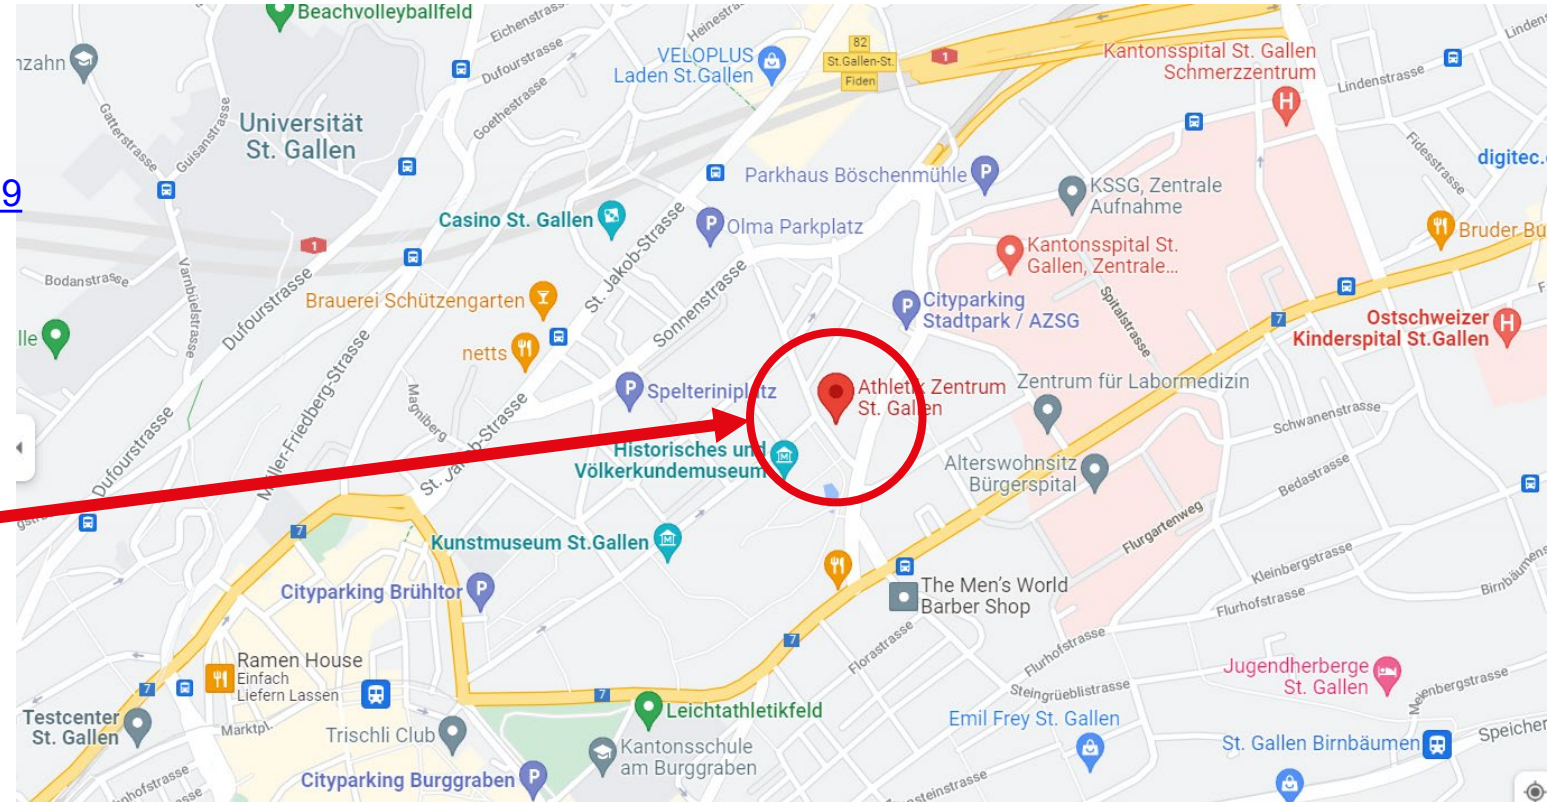 Beachvolleyballfeld
Eichenstrass
Heinestra
82
St.Gallen-St.
Fiden
1
Kantonsspital St. Gallen
Schmerzzentrum
VELOPLUS
Laden St.Gallen
Dufourstrasse
Goethestrasse
Gatterstrasse
Guisanstrasse
Universität
St. Gallen
Lindenstrasse
Fidesstrasse
digitec.
9
Parkhaus Böschenmühle
P
KSSG, Zentrale
Aufnahme
Casino St. Gallen
Olma Parkplatz
P
Bruder Bü
1
Kantonsspital St.
Gallen, Zentrale...
Bodanstrasse
Varnbüelstrasse
Dufourstrasse
St. Jakob-Strasse
Sonnenstrasse
Brauerei Schützengarten
Cityparking
Stadtpark / AZSG
P
Spitalstrasse
7
Ostschweizer
Kinderspital St.Gallen
H
lle
netts
Müller-Friedberg-Strasse
Magniberg
P
Spelteriniplatz
Athletik Zentrum
St. Gallen
Zentrum für Labormedizin
Schwanenstrasse
Dufourstrasse
St. Jakob-Strasse
Historisches und
Völkerkundemuseum
Alterswohnsitz
Bürgerspital
Bedastrasse
Flurgartenweg
7
Kunstmuseum St.Gallen
Kleinbergstrasse
Cityparking Brühltor
P
The Men's World
Barber Shop
Flurhofstrasse
7
Florastrasse
Flurhofstrasse
Ramen House
Einfach
Liefern Lassen
7
7
Steingrüeblistrasse
Jugendherberge
St. Gallen
Testcenter
St. Gallen
Marktpl.
Trischli Club
Leichtathletikfeld
Emil Frey St. Gallen
St. Gallen Birnbäumen
Speicher
Kantonsschule
am Burggraben
Cityparking Burggraben
P